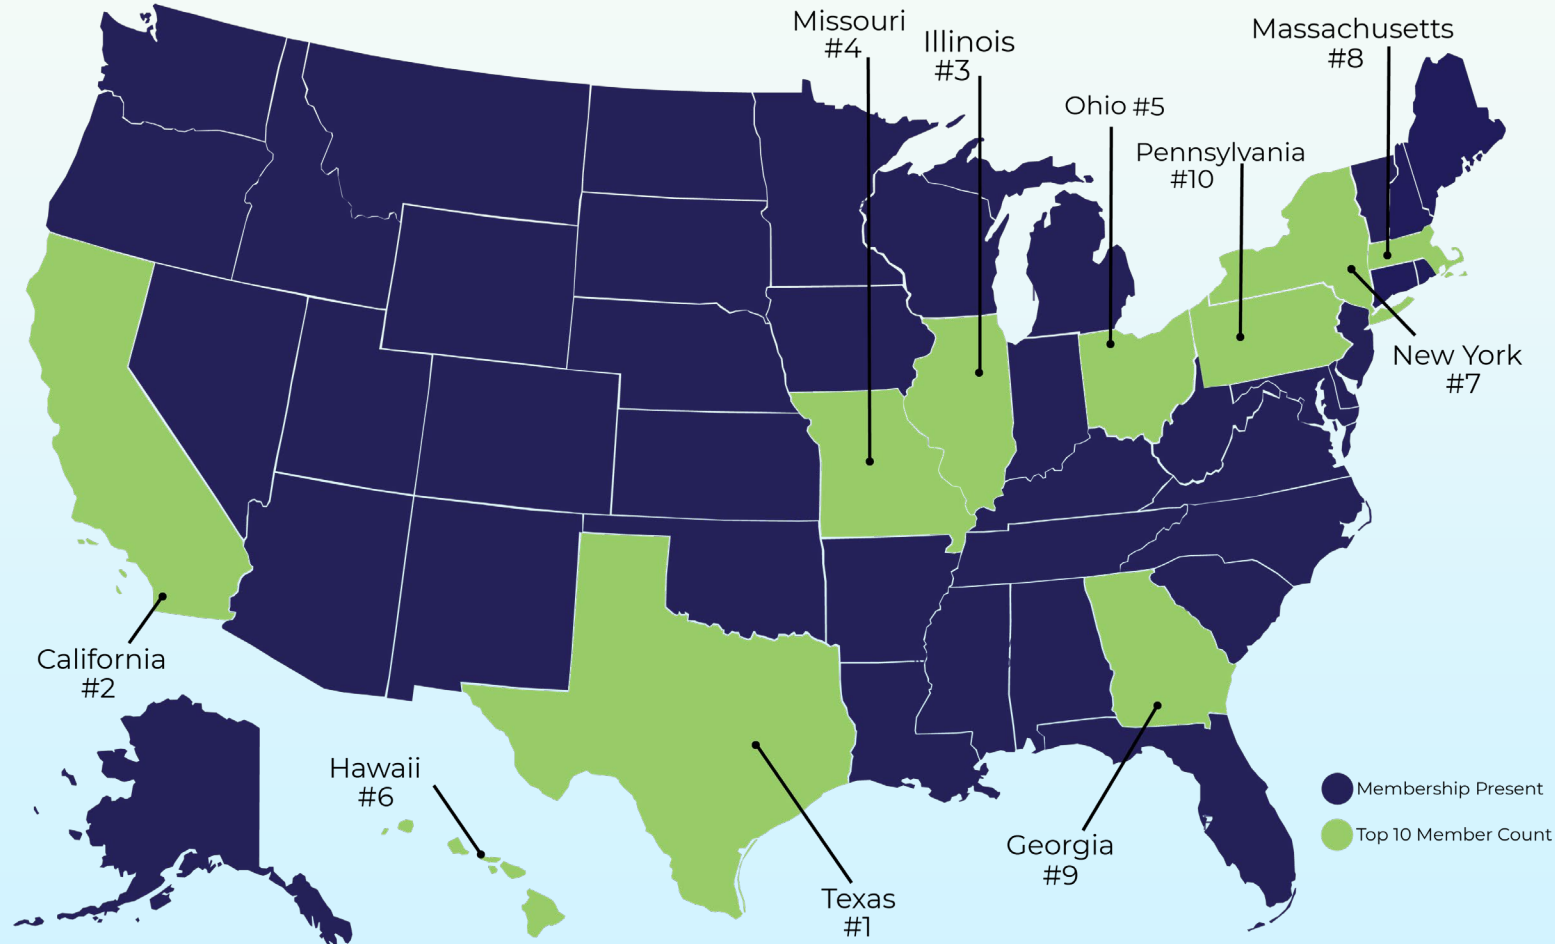 Missouri
#4
Illinois
#3
Massachusetts
#8
Ohio #5
Pennsylvania
#10
New York
#7
California
#2
Hawaii
#6
Texas
#1
Georgia
#9
Membership Present
Top 10 Member Count